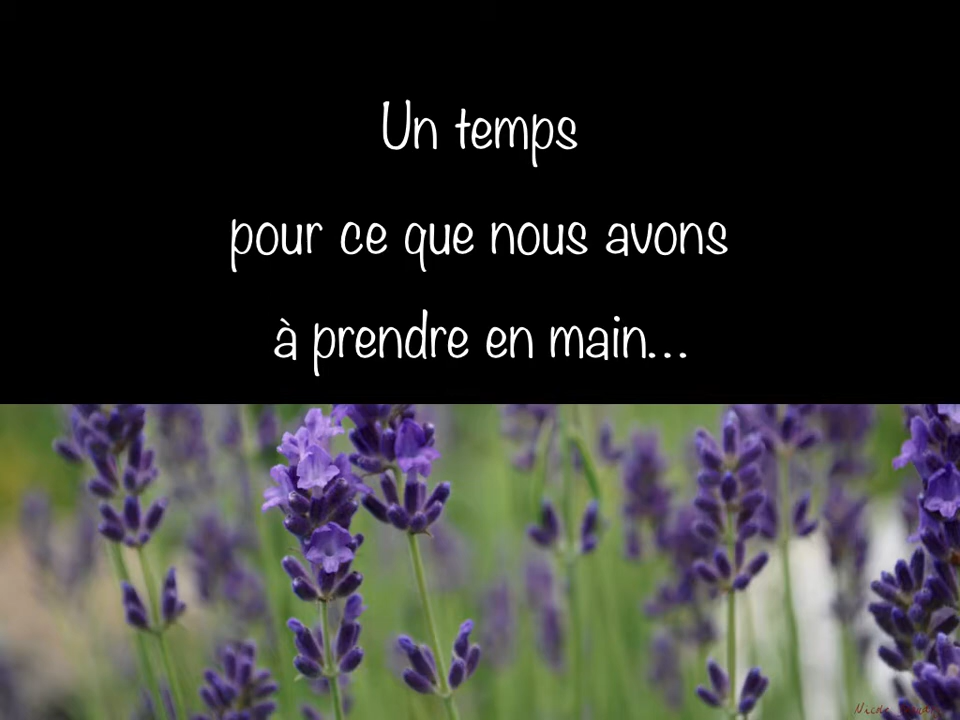 Un temps
pour ce que nous avons
à prendre en main...